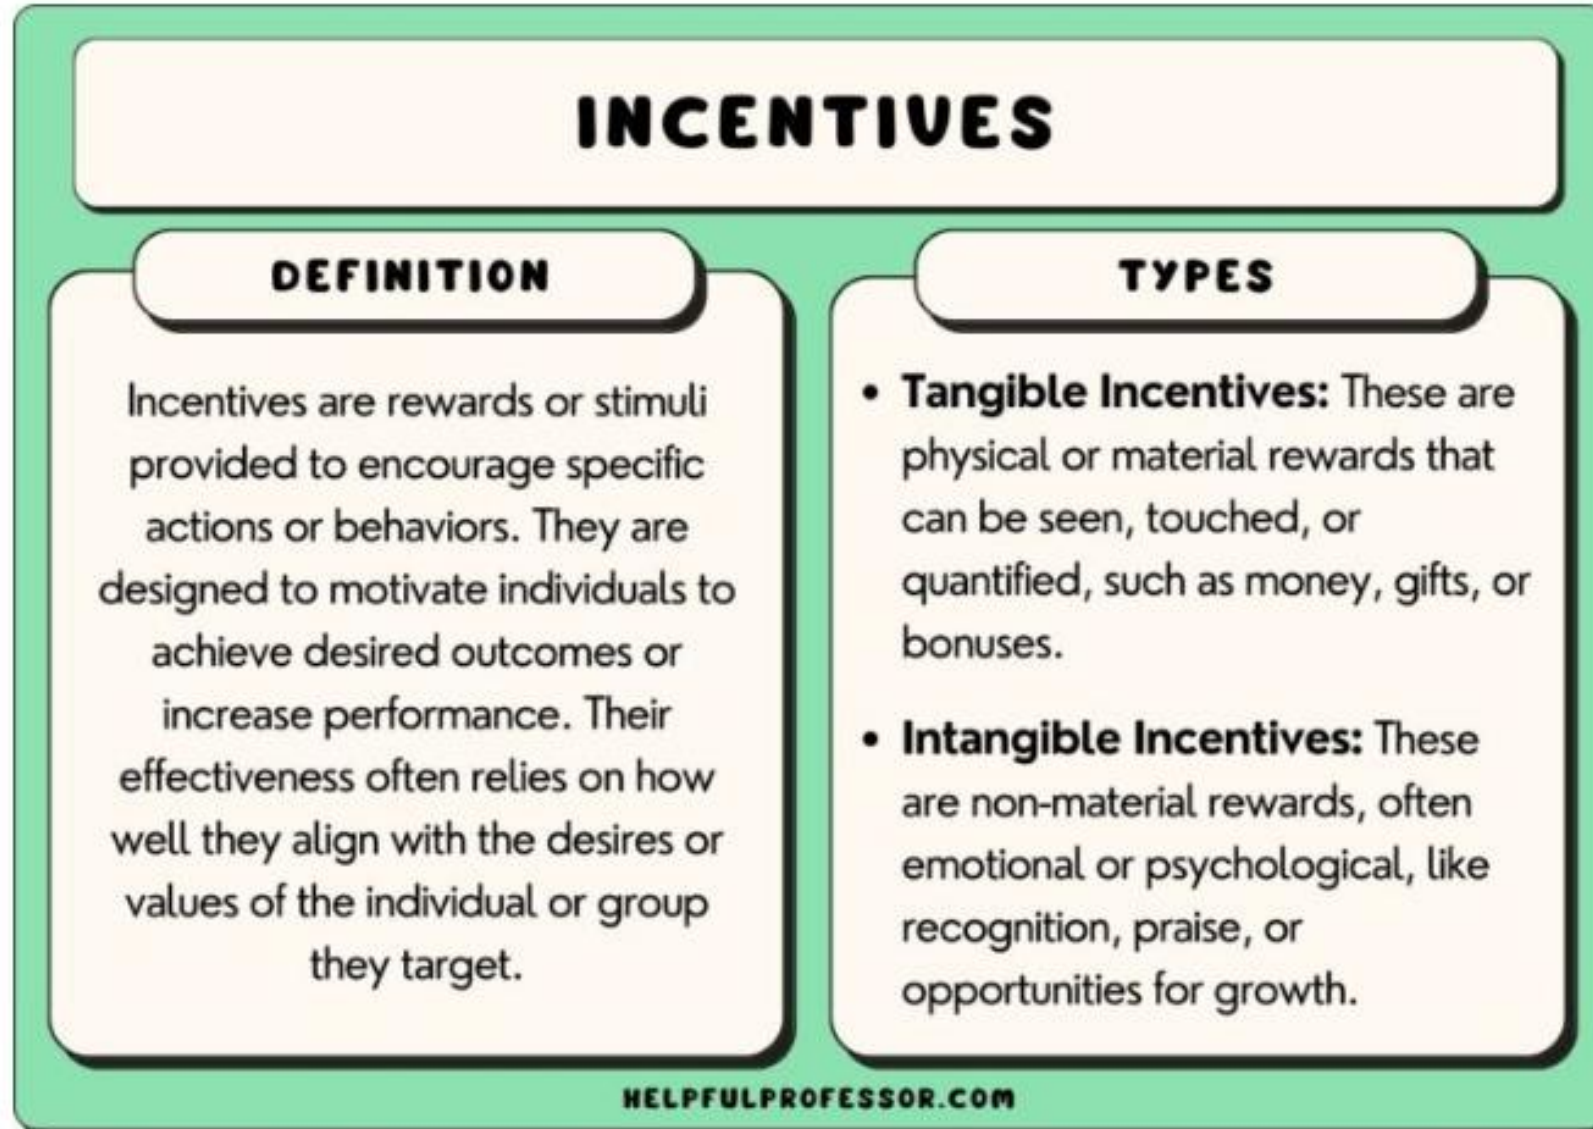 INCENTIVES
DEFINITION
Incentives are rewards or stimuli
provided to encourage specific
actions or behaviors. They are
designed to motivate individuals to
achieve desired outcomes or
increase performance. Their
effectiveness often relies on how
well they align with the desires or
values of the individual or group
they target.
TYPES
• Tangible Incentives: These are
physical or material rewards that
can be seen, touched, or
quantified, such as money, gifts, or
bonuses.
• Intangible Incentives: These
are non-material rewards, often
emotional or psychological, like
recognition, praise, or
opportunities for growth.
HELPFULPROFESSOR.COM